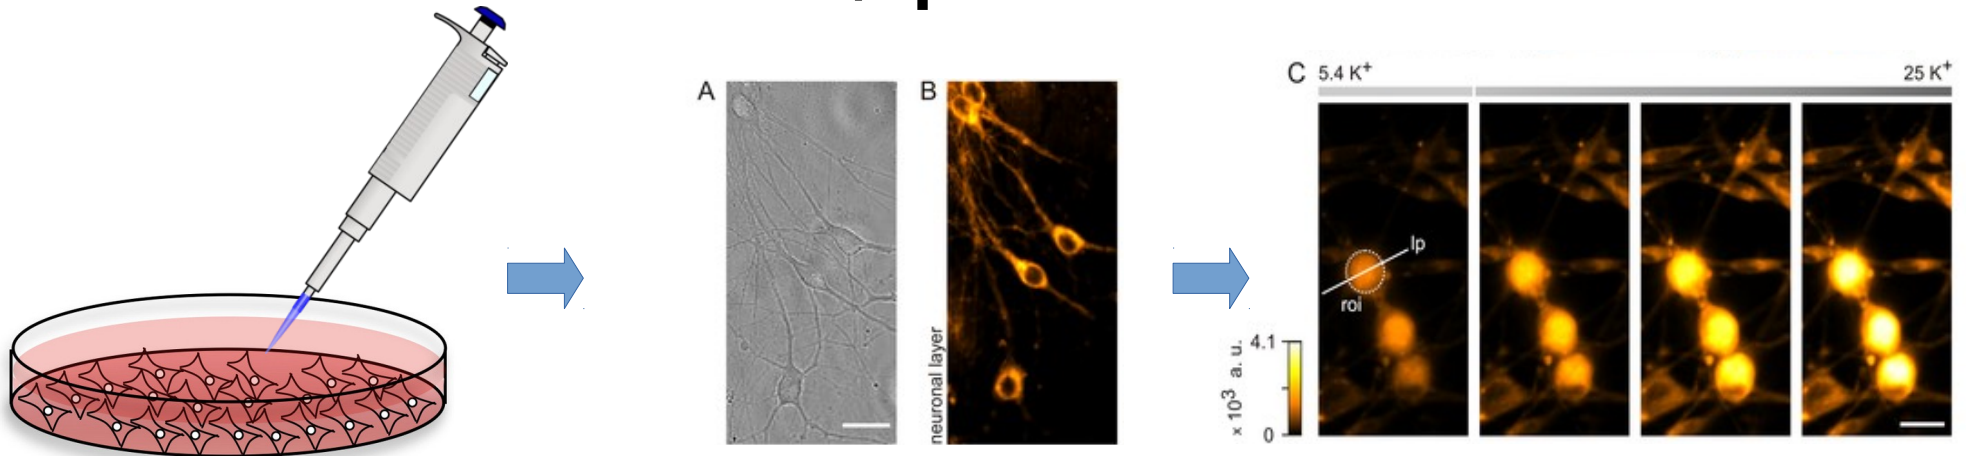 A
B
neuronal layer
C 5.4 K⁺ 25 K⁺
lp
roi
4.1
0
× 10³ a. u.